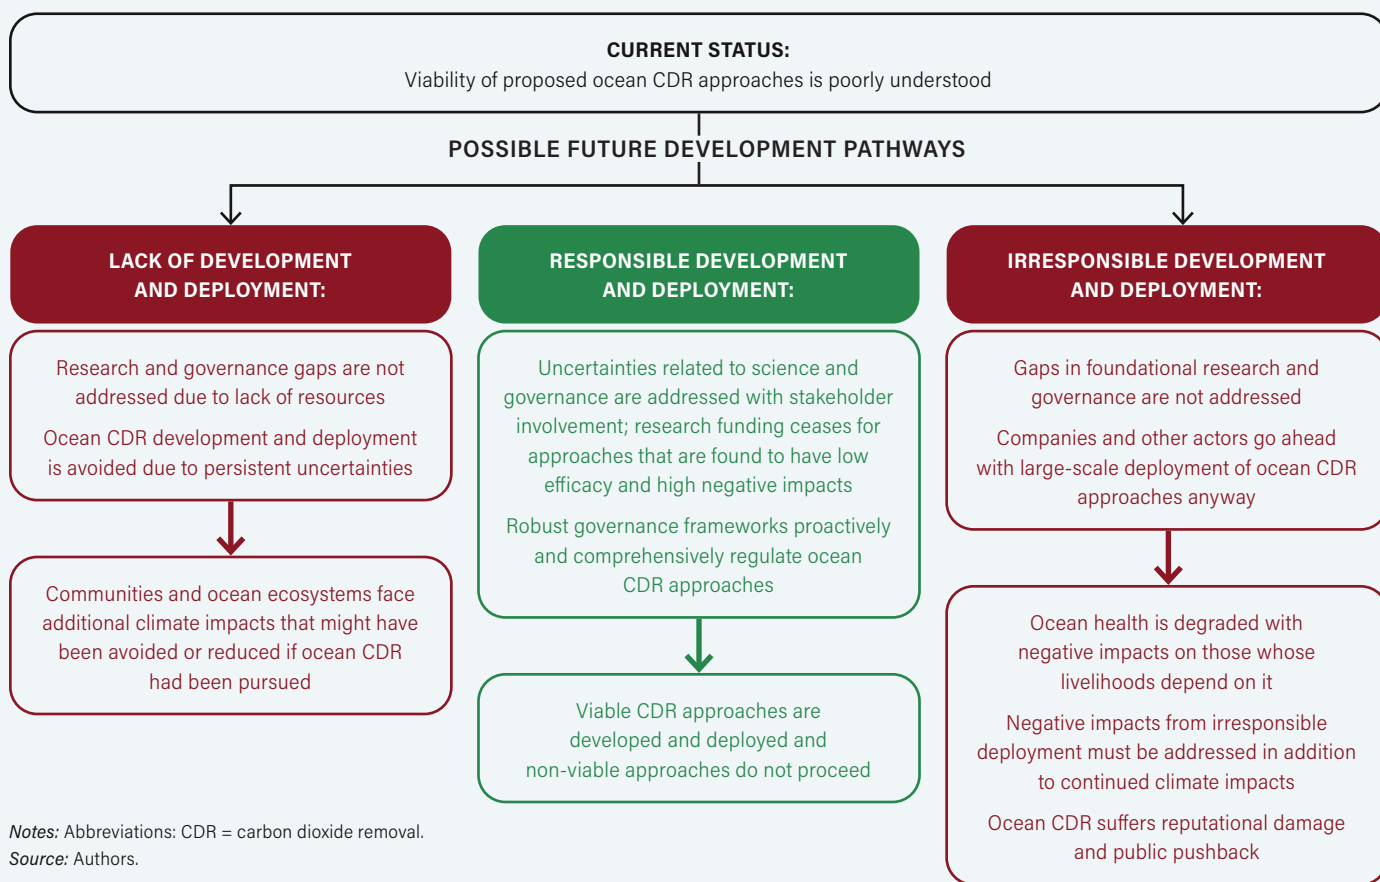 CURRENT STATUS:
Viability of proposed ocean CDR approaches is poorly understood
POSSIBLE FUTURE DEVELOPMENT PATHWAYS
LACK OF DEVELOPMENT
AND DEPLOYMENT:
Research and governance gaps are not
addressed due to lack of resources
Ocean CDR development and deployment
is avoided due to persistent uncertainties
Communities and ocean ecosystems face
additional climate impacts that might have
been avoided or reduced if ocean CDR
had been pursued
RESPONSIBLE DEVELOPMENT
AND DEPLOYMENT:
Uncertainties related to science and
governance are addressed with stakeholder
involvement; research funding ceases for
approaches that are found to have low
efficacy and high negative impacts
Robust governance frameworks proactively
and comprehensively regulate ocean
CDR approaches
Viable CDR approaches are
developed and deployed and
non-viable approaches do not proceed
IRRESPONSIBLE DEVELOPMENT
AND DEPLOYMENT:
Gaps in foundational research and
governance are not addressed
Companies and other actors go ahead
with large-scale deployment of ocean CDR
approaches anyway
Ocean health is degraded with
negative impacts on those whose
livelihoods depend on it
Negative impacts from irresponsible
deployment must be addressed in addition
to continued climate impacts
Ocean CDR suffers reputational damage
and public pushback
Notes: Abbreviations: CDR = carbon dioxide removal.
Source: Authors.